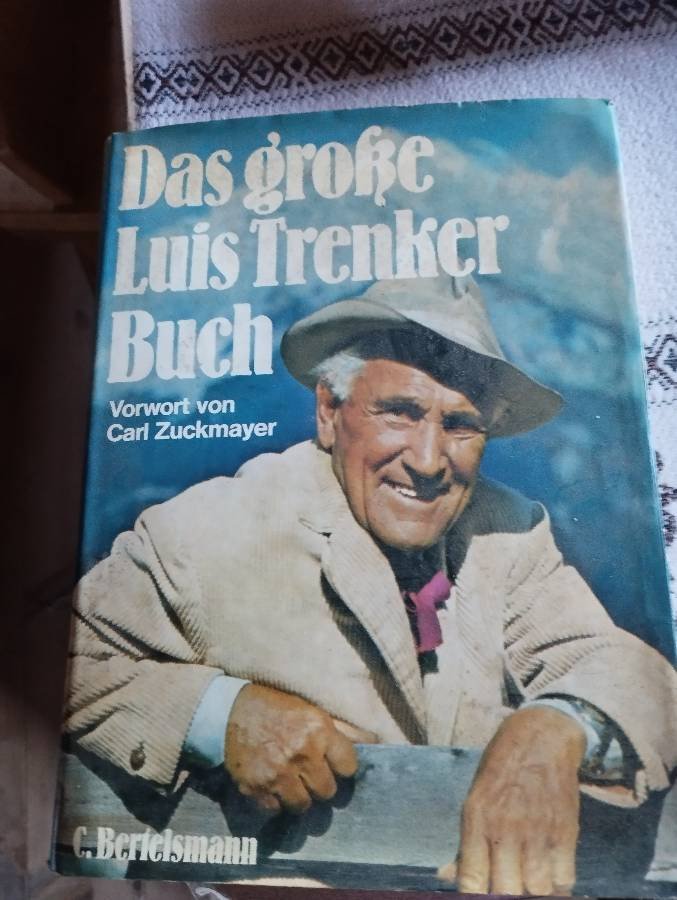 Das große
Luis Trenker
Buch
Vorwort von
Carl Zuckmayer
C. Bertelsmann